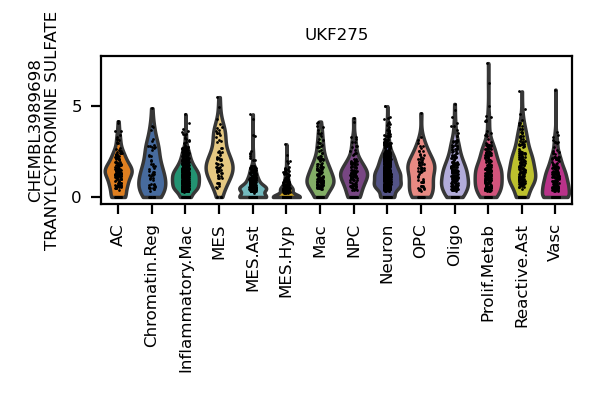 UKF275
CHEMBL3989698
TRANYLCYPROMINE SULFATE
5
0
AC
Chromatin.Reg
Inflammatory.Mac
MES
MES.Ast
MES.Hyp
Mac
NPC
Neuron
OPC
Oligo
Prolif.Metab
Reactive.Ast
Vasc